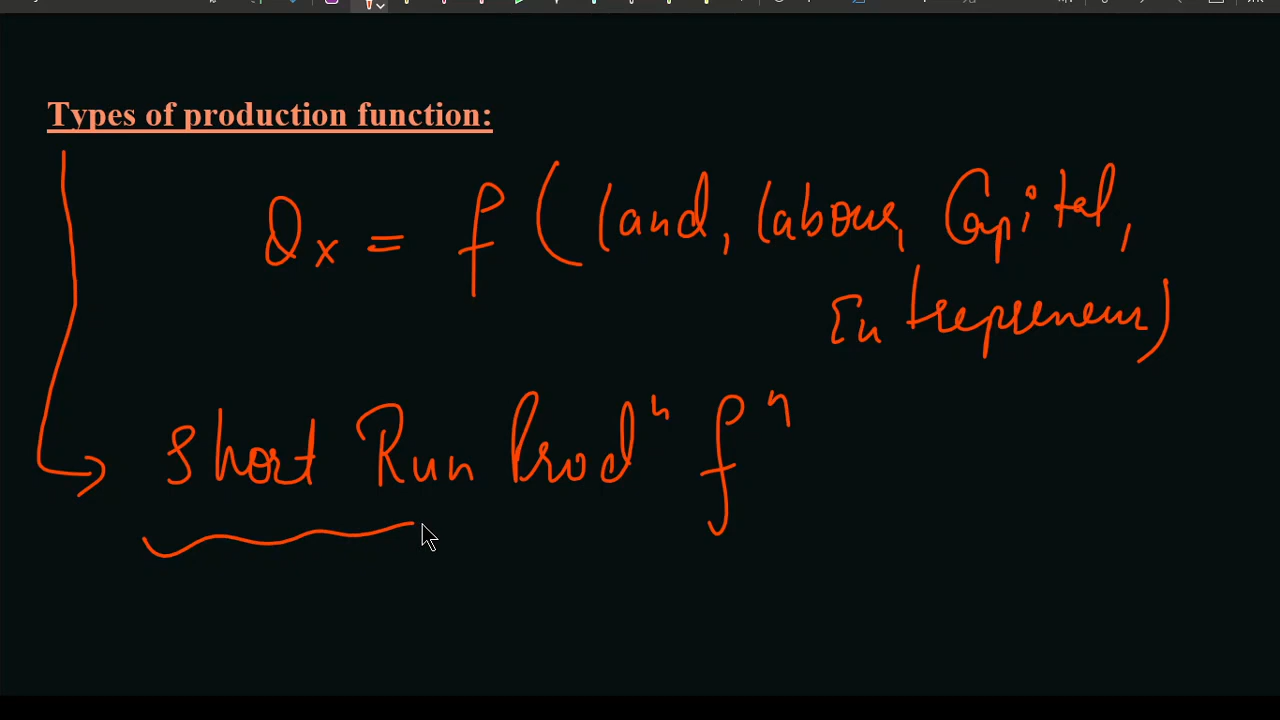 Types of production function:
Qx = f (land, labour, Capital,
Entrepreneur)
Short Run Prodⁿ fⁿ